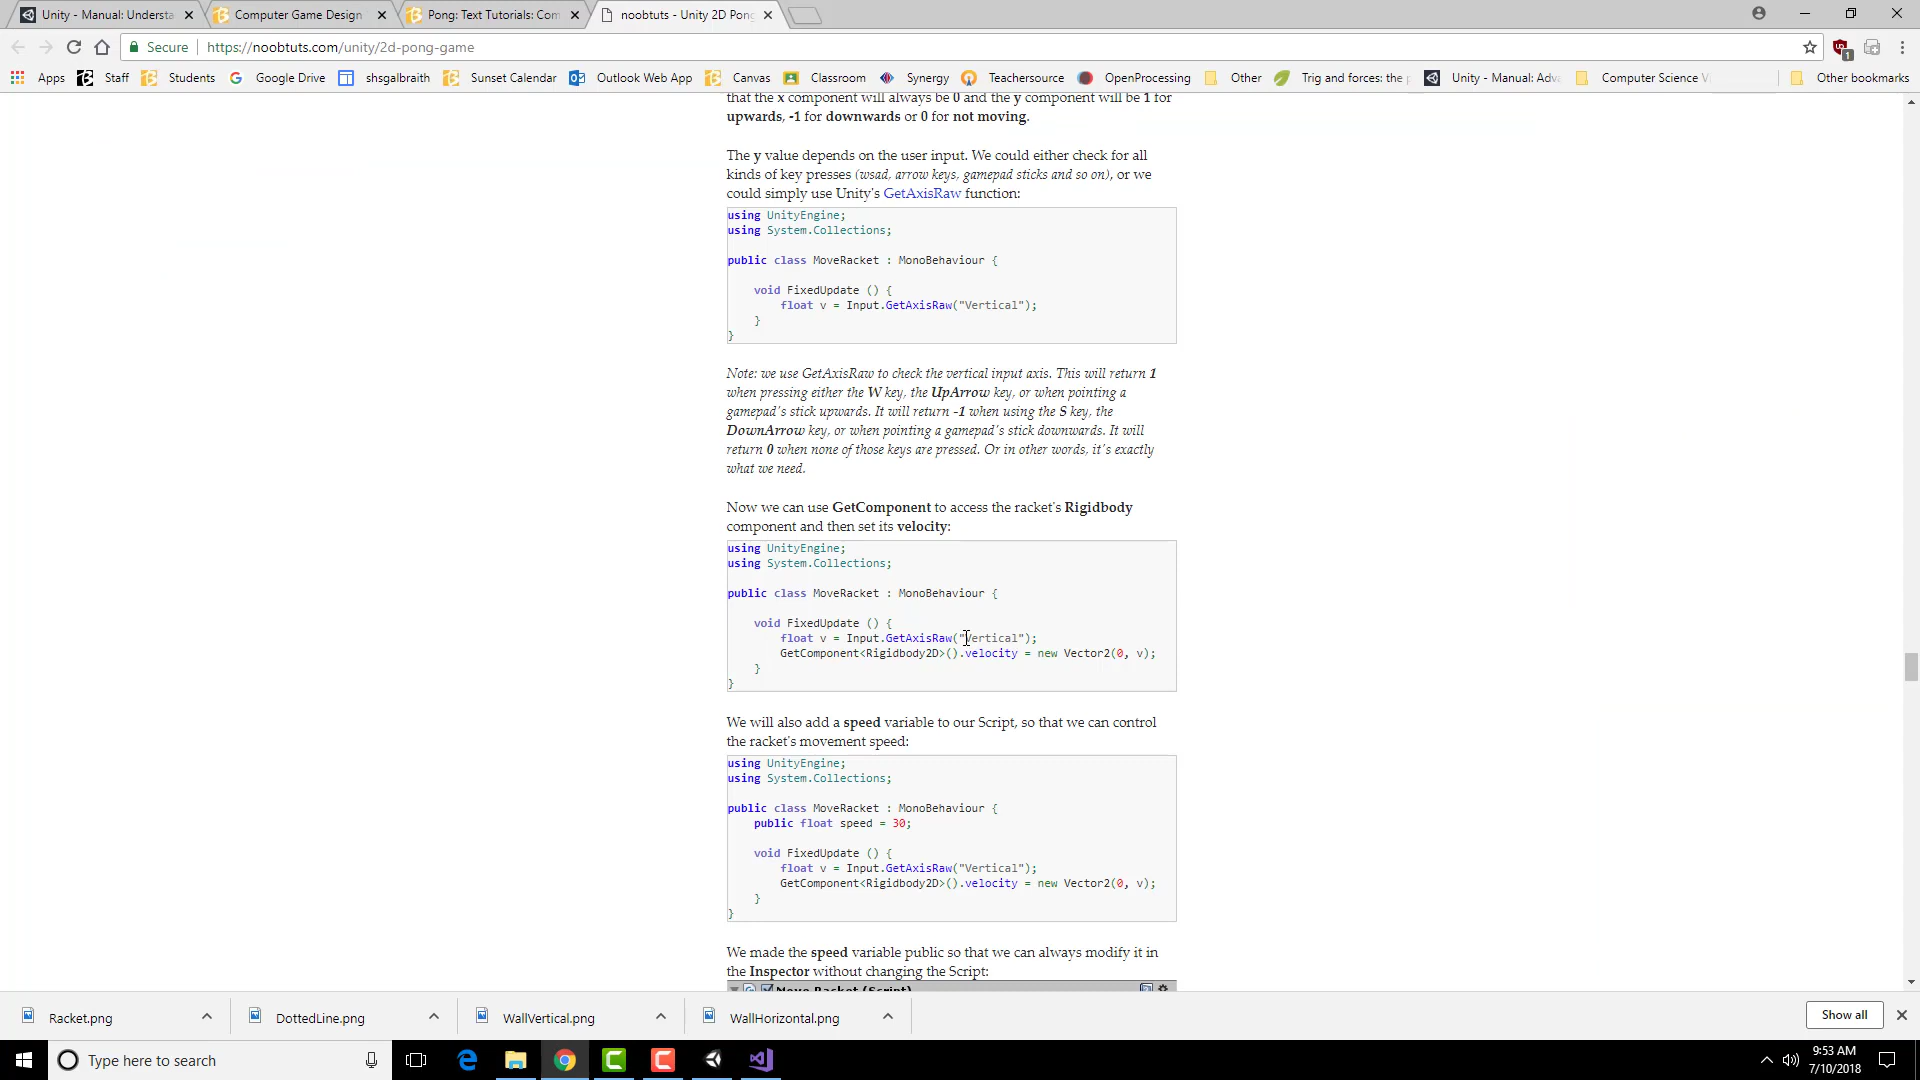 Unity - Manual: Understa
Computer Game Design
Pong: Text Tutorials: Com
noobtuts - Unity 2D Pong
Secure
https://noobtuts.com/unity/2d-pong-game
Apps
Staff
Students
Google Drive
shsgalbraith
Sunset Calendar
Outlook Web App
Canvas
Classroom
Synergy
Teachersource
OpenProcessing
Other
Trig and forces: the p
Unity - Manual: Adva
Computer Science V
Other bookmarks
that the x component will always be 0 and the y component will be 1 for
upwards, -1 for downwards or 0 for not moving.
The y value depends on the user input. We could either check for all
kinds of key presses (wsad, arrow keys, gamepad sticks and so on), or we
could simply use Unity's GetAxisRaw function:
using UnityEngine;
using System.Collections;
public class MoveRacket : MonoBehaviour {
void FixedUpdate () {
float v = Input.GetAxisRaw("Vertical");
}
}
Note: we use GetAxisRaw to check the vertical input axis. This will return 1
when pressing either the W key, the UpArrow key, or when pointing a
gamepad's stick upwards. It will return -1 when using the S key, the
DownArrow key, or when pointing a gamepad's stick downwards. It will
return 0 when none of those keys are pressed. Or in other words, it's exactly
what we need.
Now we can use GetComponent to access the racket's Rigidbody
component and then set its velocity:
using UnityEngine;
using System.Collections;
public class MoveRacket : MonoBehaviour {
void FixedUpdate () {
float v = Input.GetAxisRaw("Vertical");
GetComponent<Rigidbody2D>().velocity = new Vector2(0, v);
}
}
We will also add a speed variable to our Script, so that we can control
the racket's movement speed:
using UnityEngine;
using System.Collections;
public class MoveRacket : MonoBehaviour {
public float speed = 30;
void FixedUpdate () {
float v = Input.GetAxisRaw("Vertical");
GetComponent<Rigidbody2D>().velocity = new Vector2(0, v);
}
}
We made the speed variable public so that we can always modify it in
the Inspector without changing the Script:
Move Racket (Script)
Racket.png
DottedLine.png
WallVertical.png
WallHorizontal.png
Show all
Type here to search
9:53 AM
7/10/2018